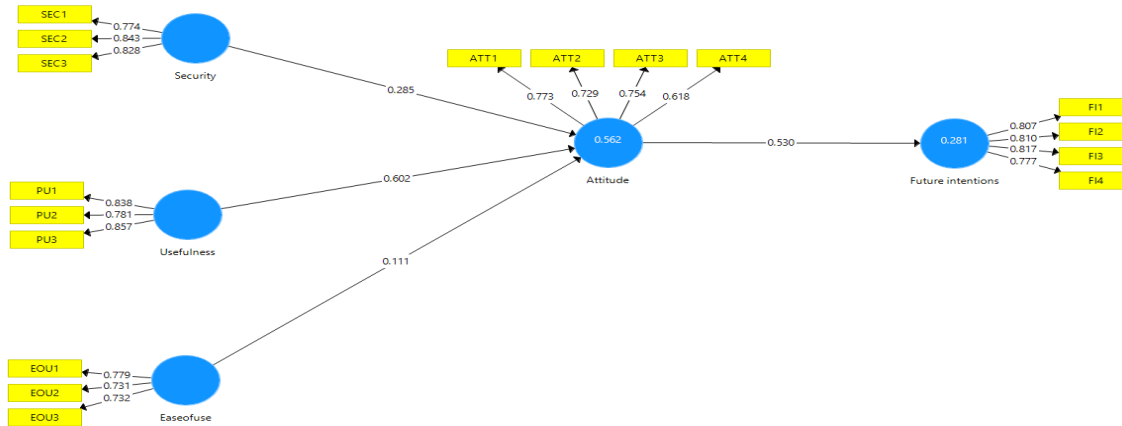 SEC1
SEC2
SEC3
0.774
0.843
0.828
Security
0.285
ATT1
ATT2
ATT3
ATT4
0.773
0.729
0.754
0.618
0.562
Attitude
0.530
0.281
Future intentions
FI1
FI2
FI3
FI4
0.807
0.810
0.817
0.777
PU1
PU2
PU3
0.838
0.781
0.857
Usefulness
0.602
0.111
EOU1
EOU2
EOU3
0.779
0.731
0.732
Easeofuse